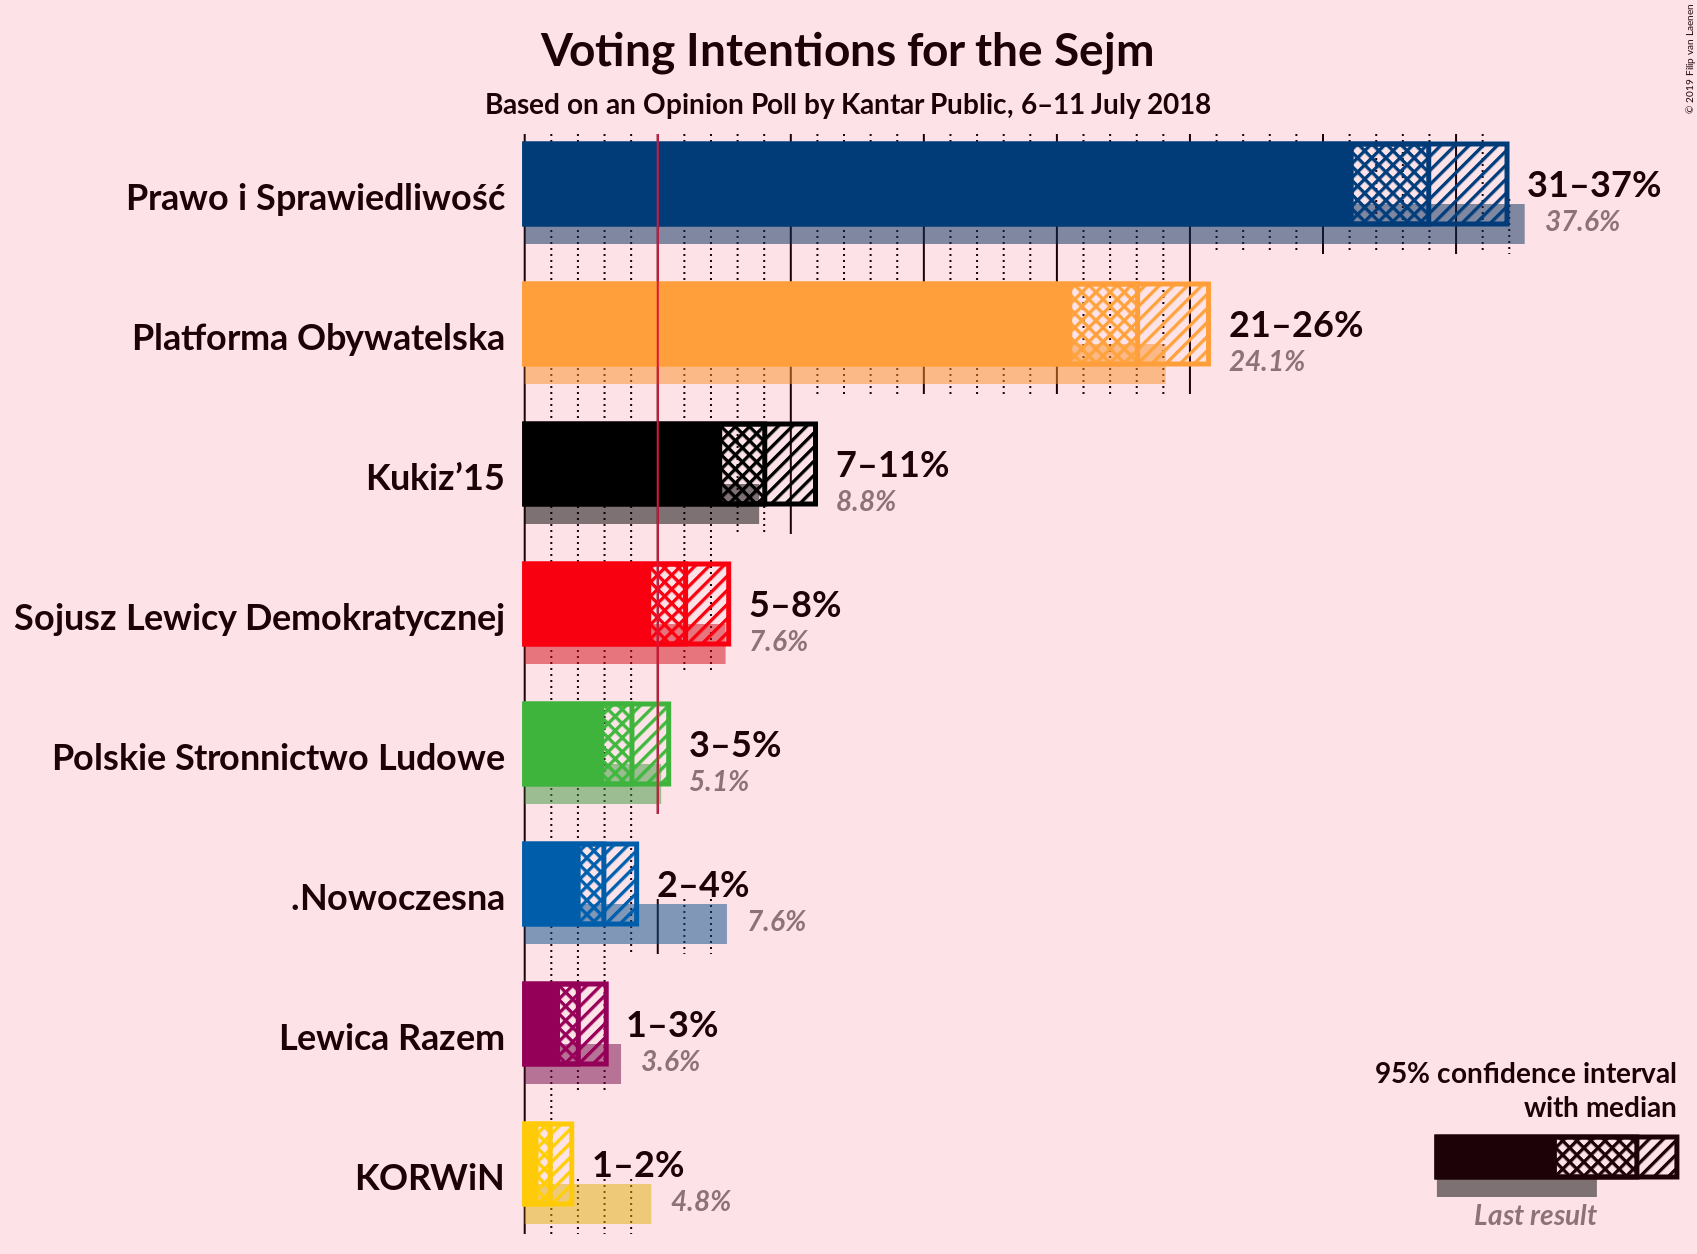 Voting Intentions for the Sejm
Based on an Opinion Poll by Kantar Public, 6–11 July 2018
© 2019 Filip van Laenen
Prawo i Sprawiedliwość
31–37%
37.6%
Platforma Obywatelska
21–26%
24.1%
Kukiz’15
7–11%
8.8%
Sojusz Lewicy Demokratycznej
5–8%
7.6%
Polskie Stronnictwo Ludowe
3–5%
5.1%
.Nowoczesna
2–4%
7.6%
Lewica Razem
1–3%
3.6%
KORWiN
1–2%
4.8%
95% confidence interval
with median
Last result